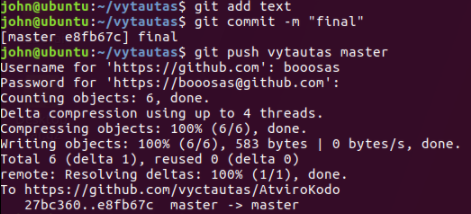 john@ubuntu:~/vytautas$ git add text
john@ubuntu:~/vytautas$ git commit -m "final"
[master e8fb67c] final
john@ubuntu:~/vytautas$ git push vytautas master
Username for 'https://github.com': booosas
Password for 'https://booosas@github.com':
Counting objects: 6, done.
Delta compression using up to 4 threads.
Compressing objects: 100% (6/6), done.
Writing objects: 100% (6/6), 583 bytes | 0 bytes/s, done.
Total 6 (delta 1), reused 0 (delta 0)
remote: Resolving deltas: 100% (1/1), done.
To https://github.com/vyctautas/AtviroKodo
27bc360..e8fb67c  master -> master